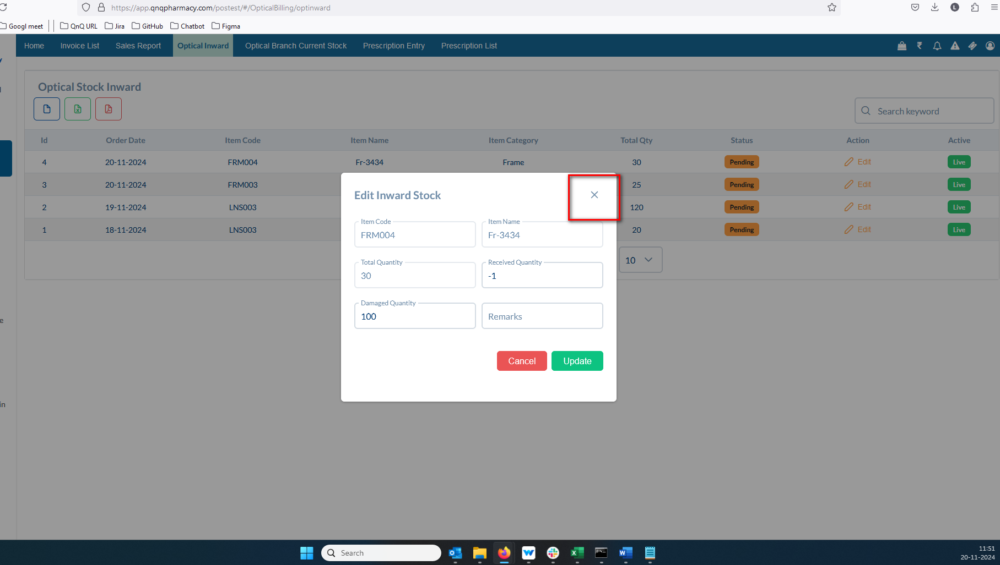 https://app.qnqpharmacy.com/postest/#/OpticalBilling/optinward
L
Googl meet
QnQ URL
Jira
GitHub
Chatbot
Figma
Home
Invoice List
Sales Report
Optical Inward
Optical Branch Current Stock
Prescription Entry
Prescription List
Optical Stock Inward
Search keyword
Id Order Date Item Code Item Name Item Category Total Qty Status Action Active
4 20-11-2024 FRM004 Fr-3434 Frame 30 Pending Edit Live
3 20-11-2024 FRM003 25 Pending Edit Live
2 19-11-2024 LNS003 120 Pending Edit Live
1 18-11-2024 LNS003 20 Pending Edit Live
10
Edit Inward Stock
Item Code
FRM004
Item Name
Fr-3434
Total Quantity
30
Received Quantity
-1
Damaged Quantity
100
Remarks
Cancel
Update
e
in
Search
11:51
20-11-2024